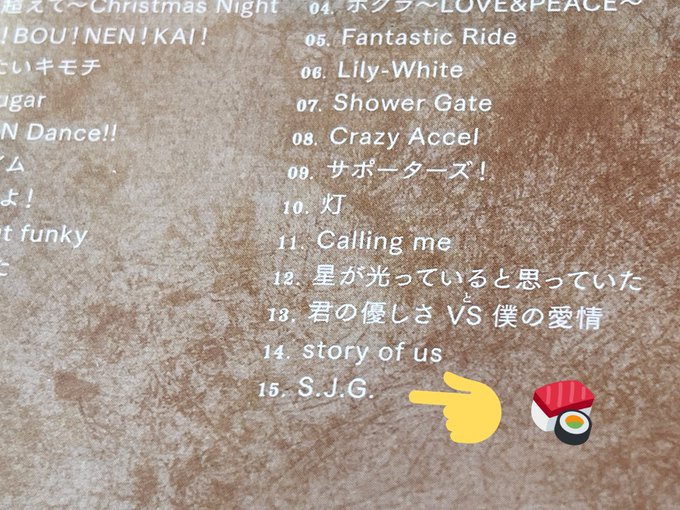 超えて〜Christmas Night
!BOU!NEN!KAI!
たいキモチ
ugar
N Dance!!
イム
よ!
ut funky
た
04. ボクラ〜LOVE&PEACE〜
05. Fantastic Ride
06. Lily-White
07. Shower Gate
08. Crazy Accel
09. サポーターズ!
10. 灯
11. Calling me
12. 星が光っていると思っていた
13. 君の優しさ VS 僕の愛情
と
14. story of us
15. S.J.G.